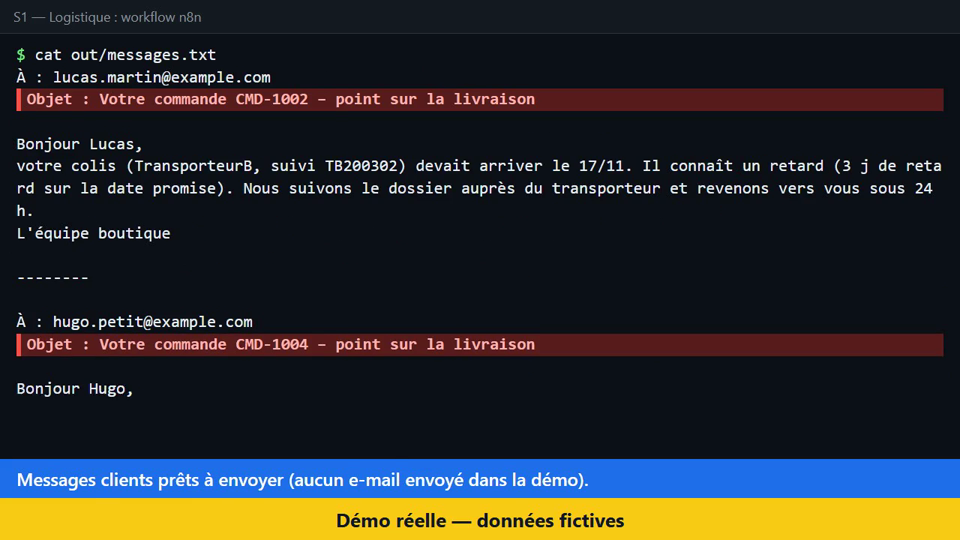 S1 — Logistique : workflow n8n
$ cat out/messages.txt
À : lucas.martin@example.com
Objet : Votre commande CMD-1002 – point sur la livraison
Bonjour Lucas,
votre colis (TransporteurB, suivi TB200302) devait arriver le 17/11. Il connaît un retard (3 j de reta
rd sur la date promise). Nous suivons le dossier auprès du transporteur et revenons vers vous sous 24
h.
L'équipe boutique
--------
À : hugo.petit@example.com
Objet : Votre commande CMD-1004 – point sur la livraison
Bonjour Hugo,
Messages clients prêts à envoyer (aucun e-mail envoyé dans la démo).
Démo réelle — données fictives